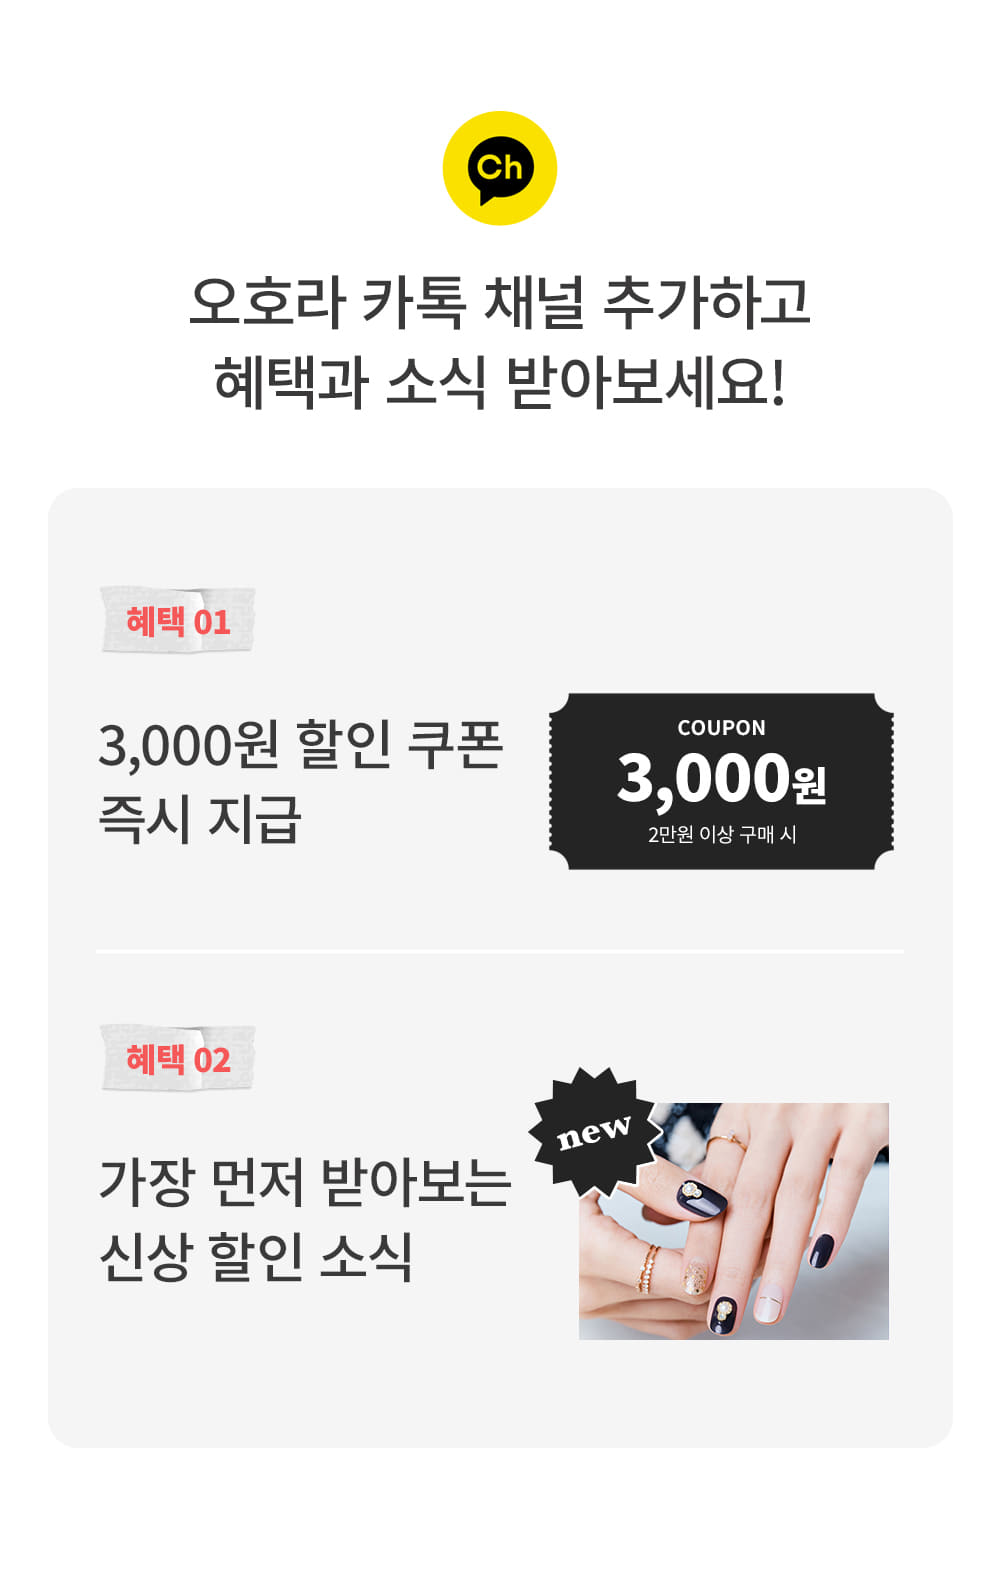 Ch
오호라 카톡 채널 추가하고
혜택과 소식 받아보세요!
혜택 01
3,000원 할인 쿠폰
즉시 지급
COUPON
3,000원
2만원 이상 구매 시
혜택 02
new
가장 먼저 받아보는
신상 할인 소식